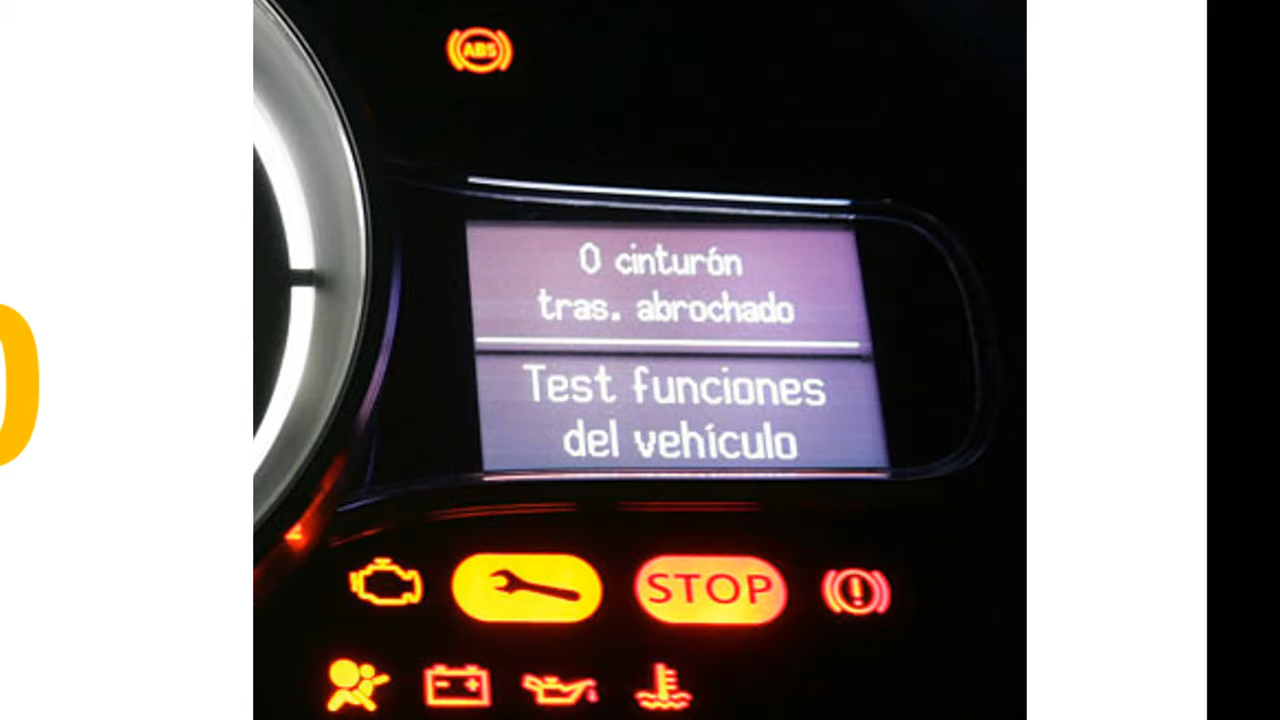 ABS
0 cinturón
tras. abrochado
Test funciones
del vehículo
STOP